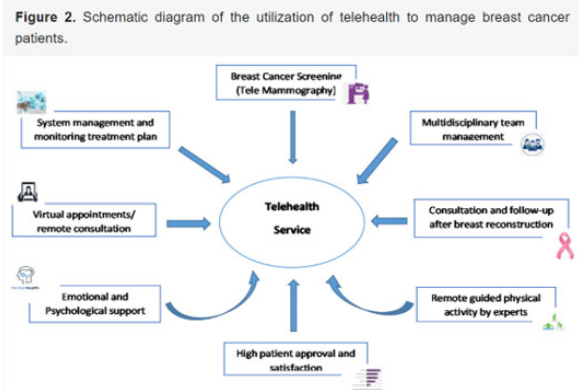 Figure 2. Schematic diagram of the utilization of telehealth to manage breast cancer
patients.
Breast Cancer Screening
(Tele Mammography)
System management and
monitoring treatment plan
Multidisciplinary team
management
Virtual appointments/
remote consultation
Telehealth
Service
Consultation and follow-up
after breast reconstruction
Emotional and
Psychological support
Remote guided physical
activity by experts
High patient approval and
satisfaction